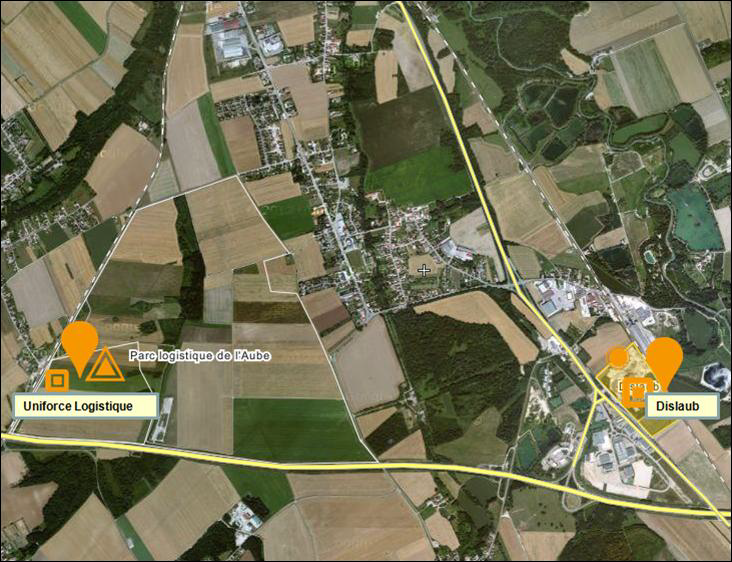 Parc logistique de l'Aube
Uniforce Logistique
Dislaub